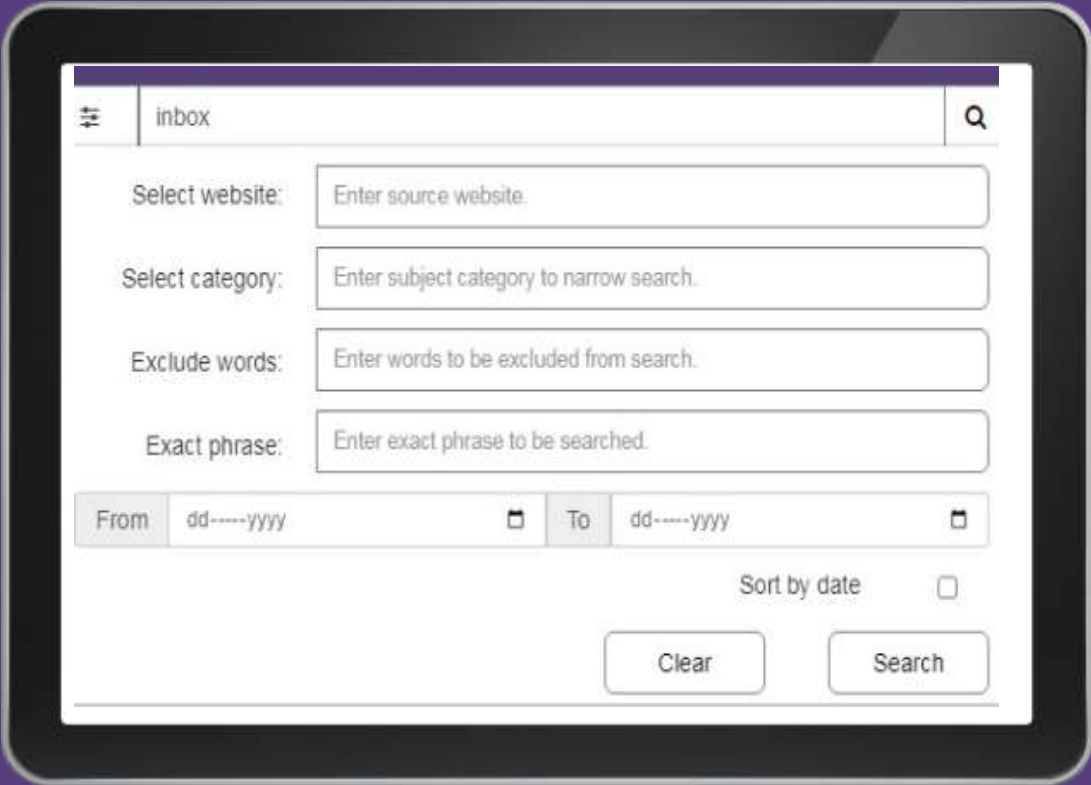 inbox
Select website: Enter source website.
Select category: Enter subject category to narrow search.
Exclude words: Enter words to be excluded from search.
Exact phrase: Enter exact phrase to be searched.
From dd-----yyyy To dd-----yyyy
Sort by date
Clear Search